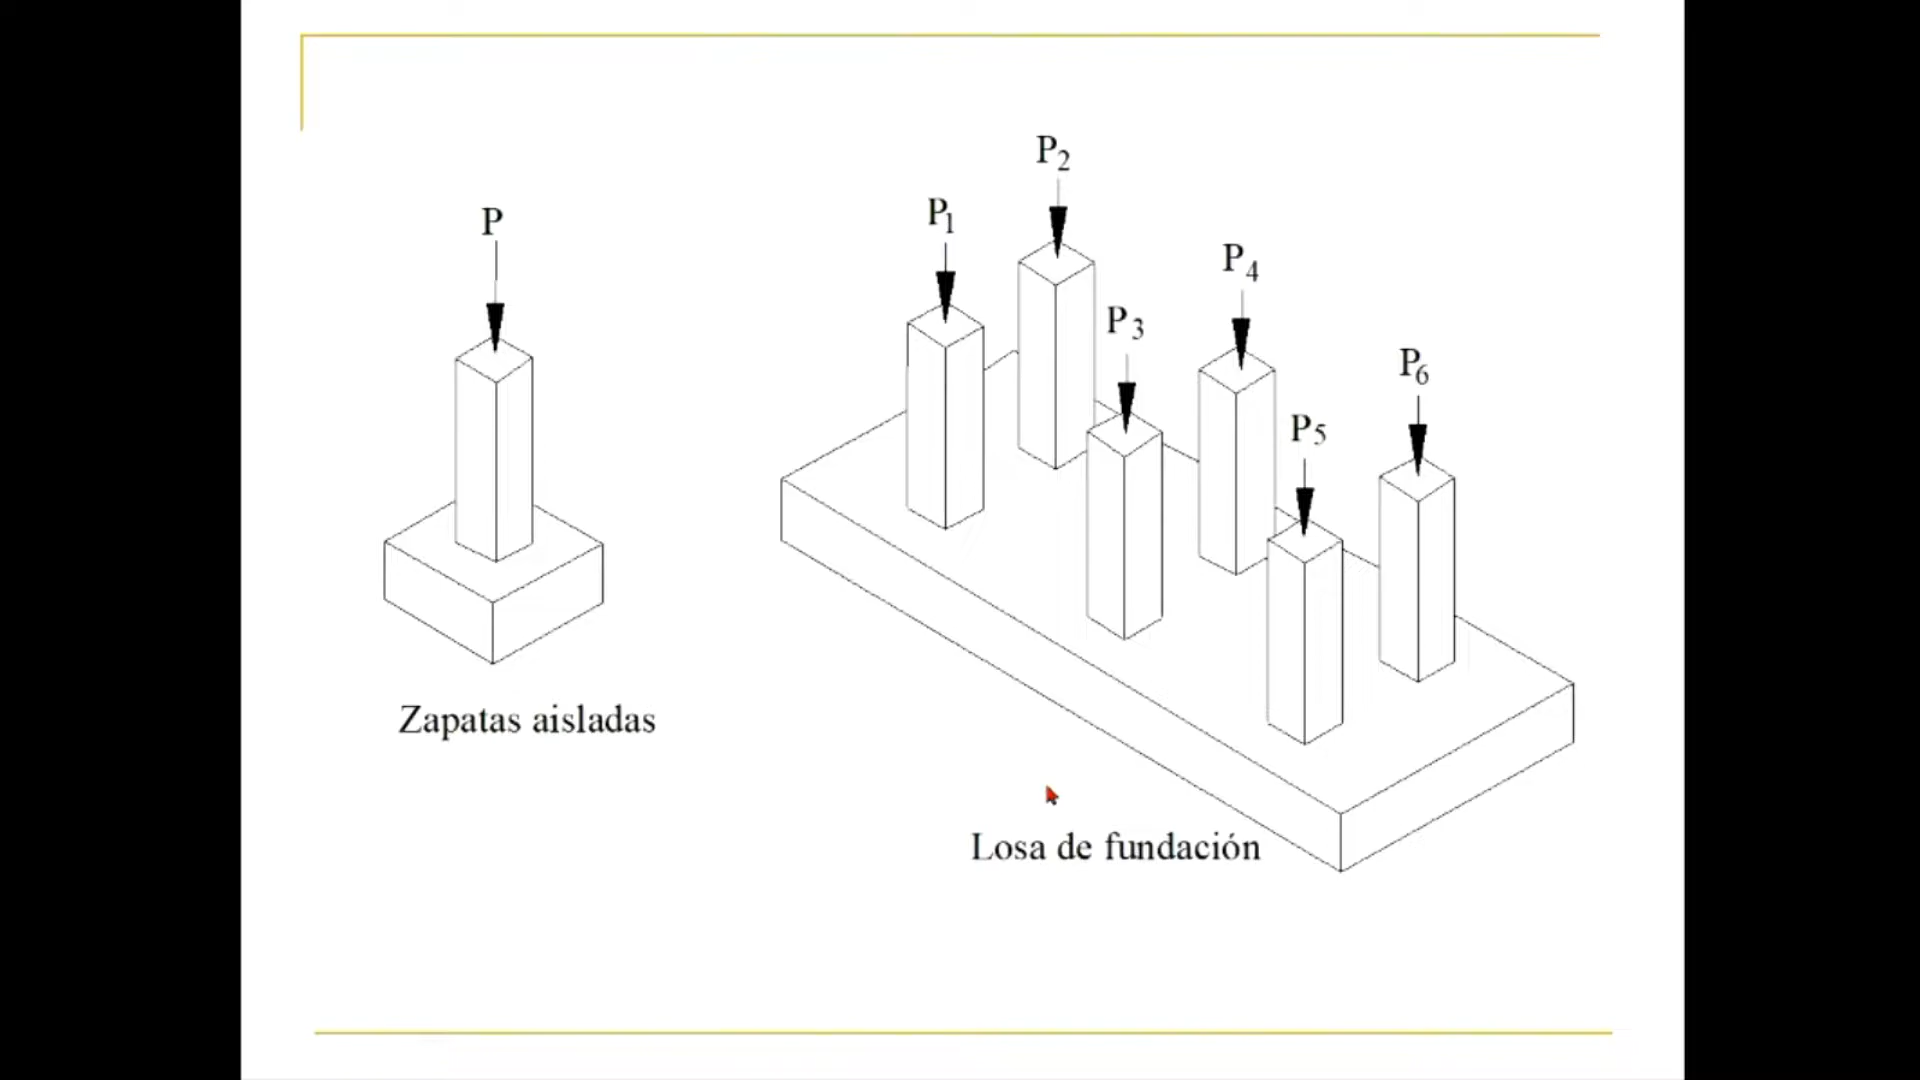 P
P1
P2
P3
P4
P5
P6
Zapatas aisladas
Losa de fundación